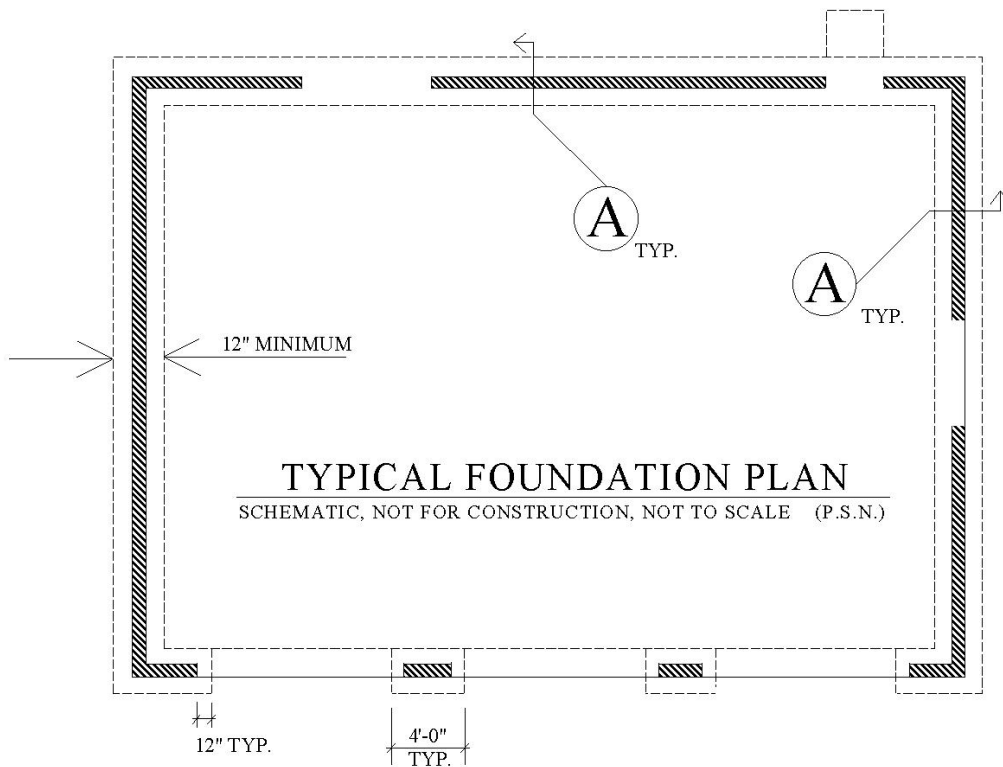 A
TYP.
A
TYP.
12" MINIMUM
TYPICAL FOUNDATION PLAN
SCHEMATIC, NOT FOR CONSTRUCTION, NOT TO SCALE (P.S.N.)
12" TYP.
4'-0"
TYP.